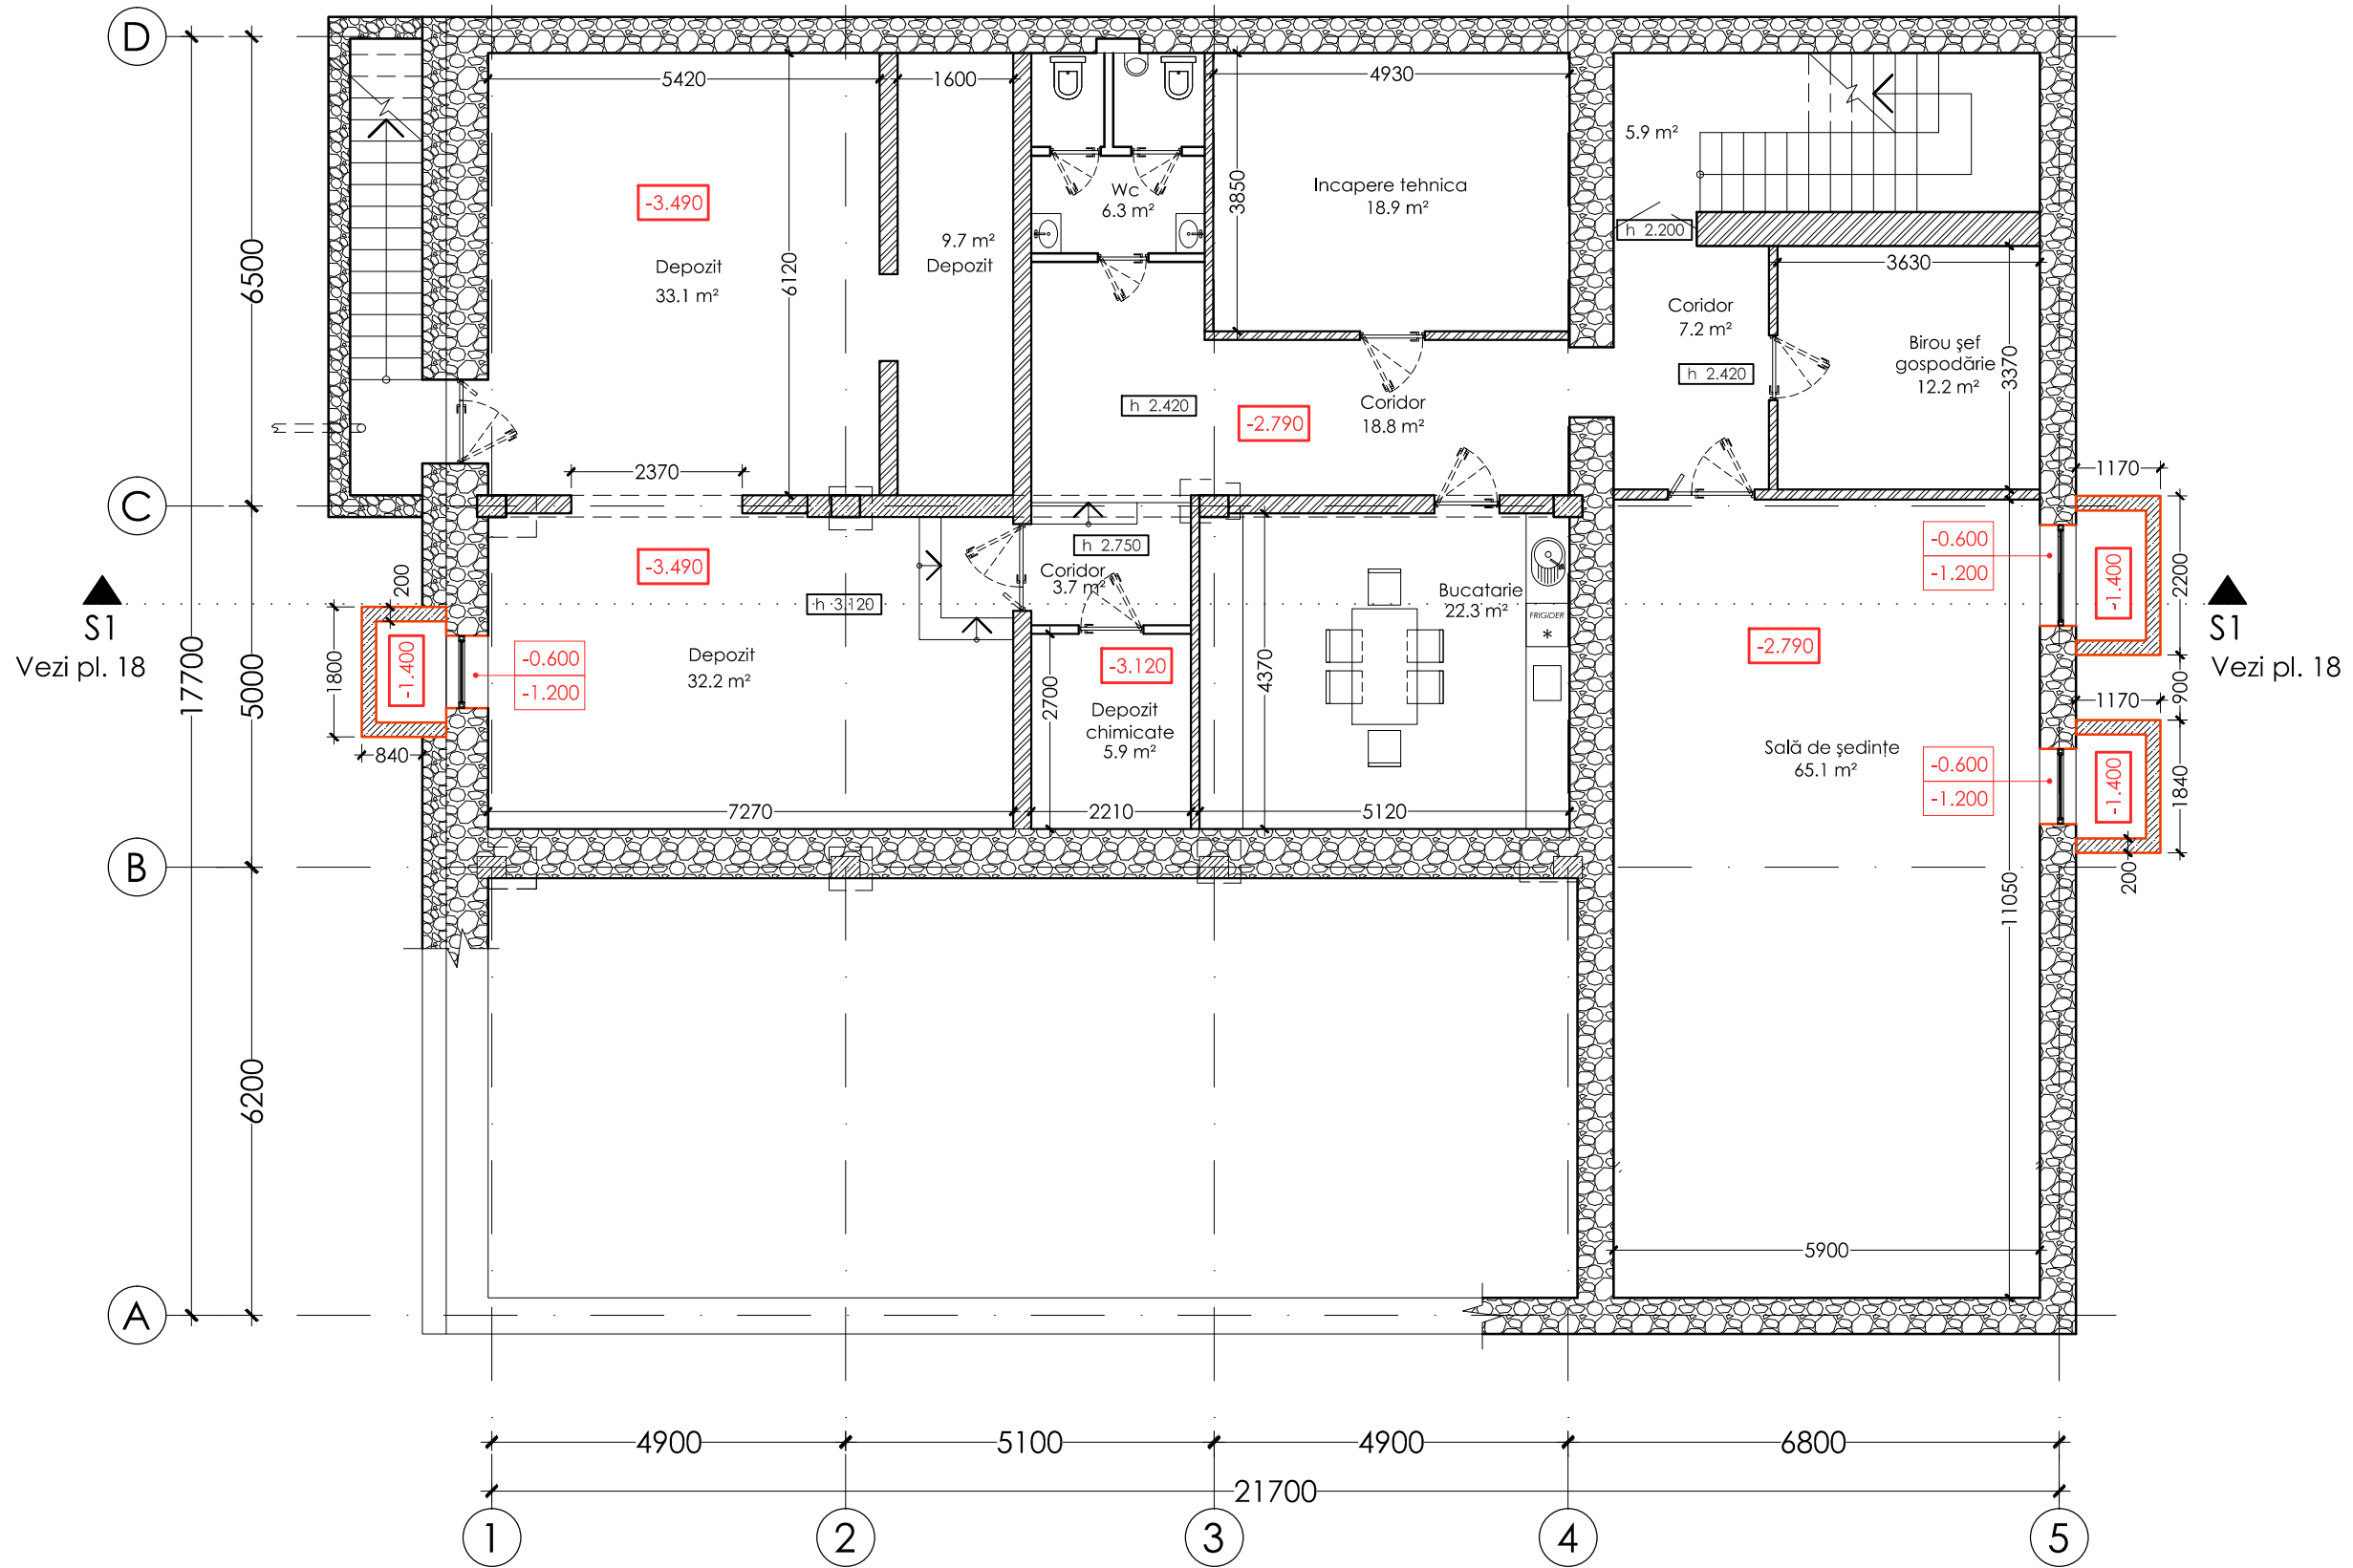 D
C
B
A
6500
5000
6200
17700
S1
Vezi pl. 18
S1
Vezi pl. 18
5420
1600
4930
6120
3850
-3.490
Depozit
33.1 m²
9.7 m²
Depozit
Wc
6.3 m²
Incapere tehnica
18.9 m²
5.9 m²
h 2.200
3630
Coridor
7.2 m²
h 2.420
Birou şef
gospodărie
12.2 m²
3370
h 2.420
-2.790
Coridor
18.8 m²
2370
1170
2200
900
1170
1840
200
-3.490
h 3.120
h 2.750
Coridor
3.7 m²
Bucatarie
22.3 m²
FRIGIDER
*
-0.600
-1.200
-1.400
-2.790
200
1800
840
-1.400
-0.600
-1.200
Depozit
32.2 m²
2700
-3.120
Depozit
chimicate
5.9 m²
4370
Sală de şedinţe
65.1 m²
-0.600
-1.200
-1.400
7270
2210
5120
11050
5900
4900
5100
4900
6800
21700
1
2
3
4
5